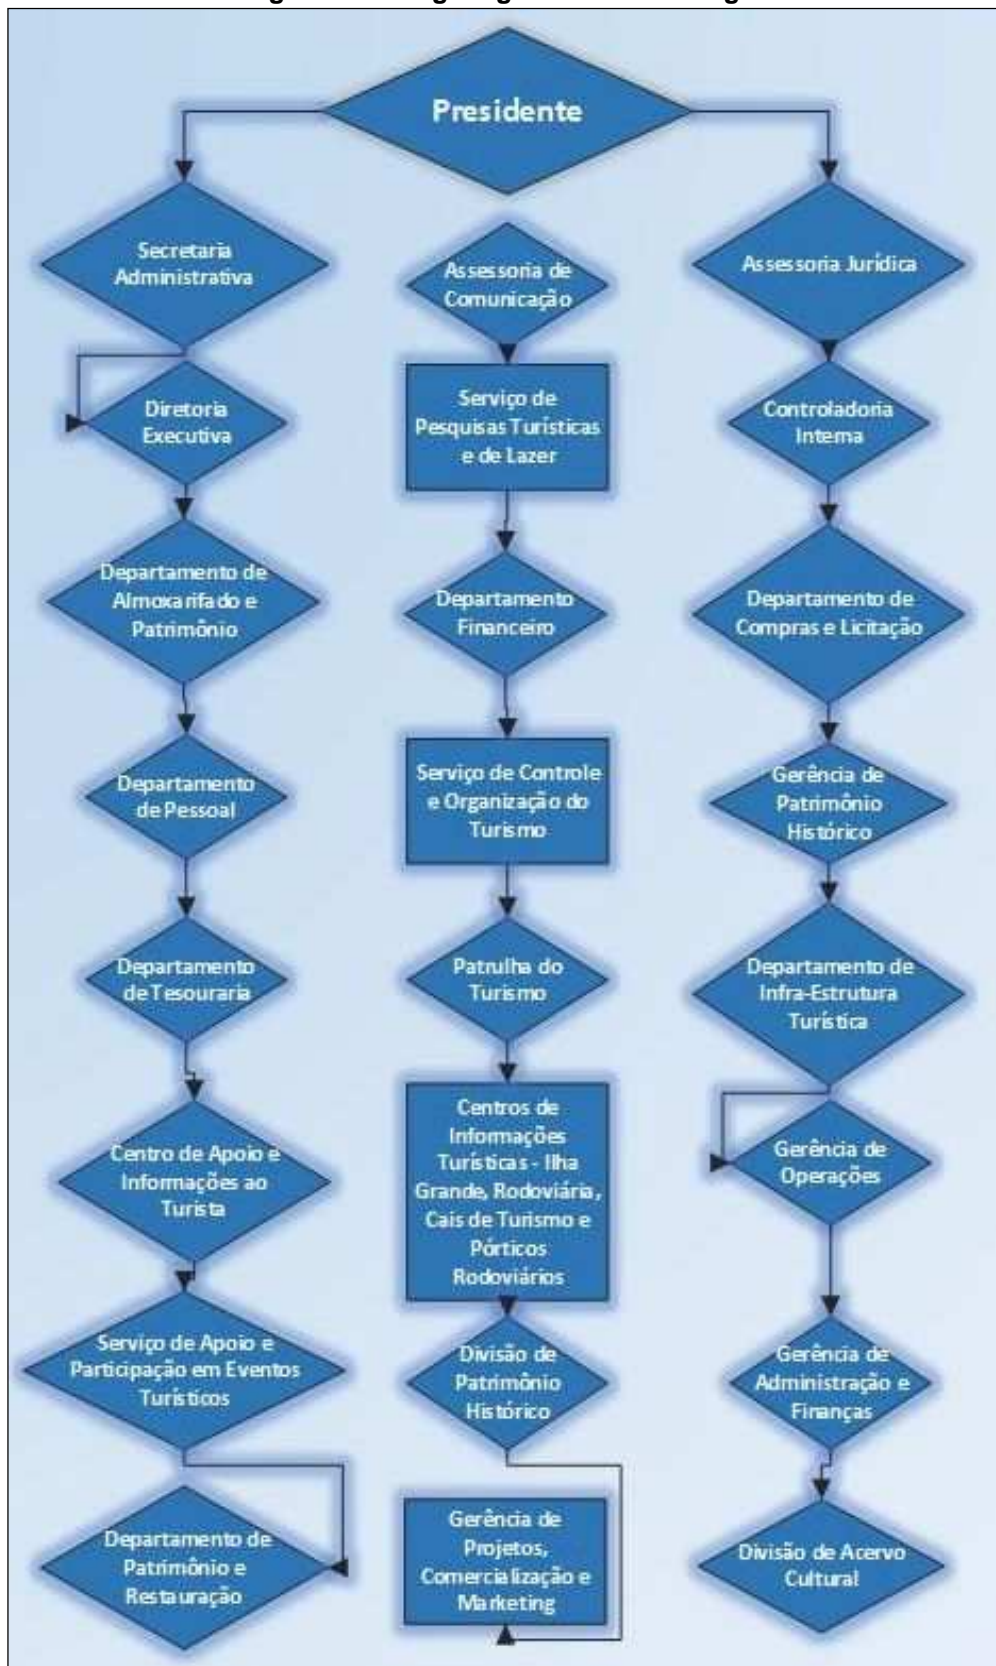 Presidente
Secretaria
Administrativa
Assessoria de
Comunicação
Assessoria Jurídica
Diretoria
Executiva
Serviço de
Pesquisas Turísticas
e de Lazer
Controladoria
Interna
Departamento de
Almoxarifado e
Patrimônio
Departamento
Financeiro
Departamento de
Compras e Licitação
Departamento
de Pessoal
Serviço de Controle
e Organização do
Turismo
Gerência de
Patrimônio
Histórico
Departamento
de Tesouraria
Patrulha do
Turismo
Departamento de
Infra-Estrutura
Turística
Centro de Apoio e
Informações ao
Turista
Centros de
Informações
Turísticas - Ilha
Grande, Rodoviária,
Cais de Turismo e
Pórticos
Rodoviários
Gerência de
Operações
Serviço de Apoio e
Participação em Eventos
Turísticos
Divisão de
Patrimônio
Histórico
Gerência de
Administração e
Finanças
Departamento de
Patrimônio e
Restauração
Gerência de
Projetos,
Comercialização e
Marketing
Divisão de Acervo
Cultural